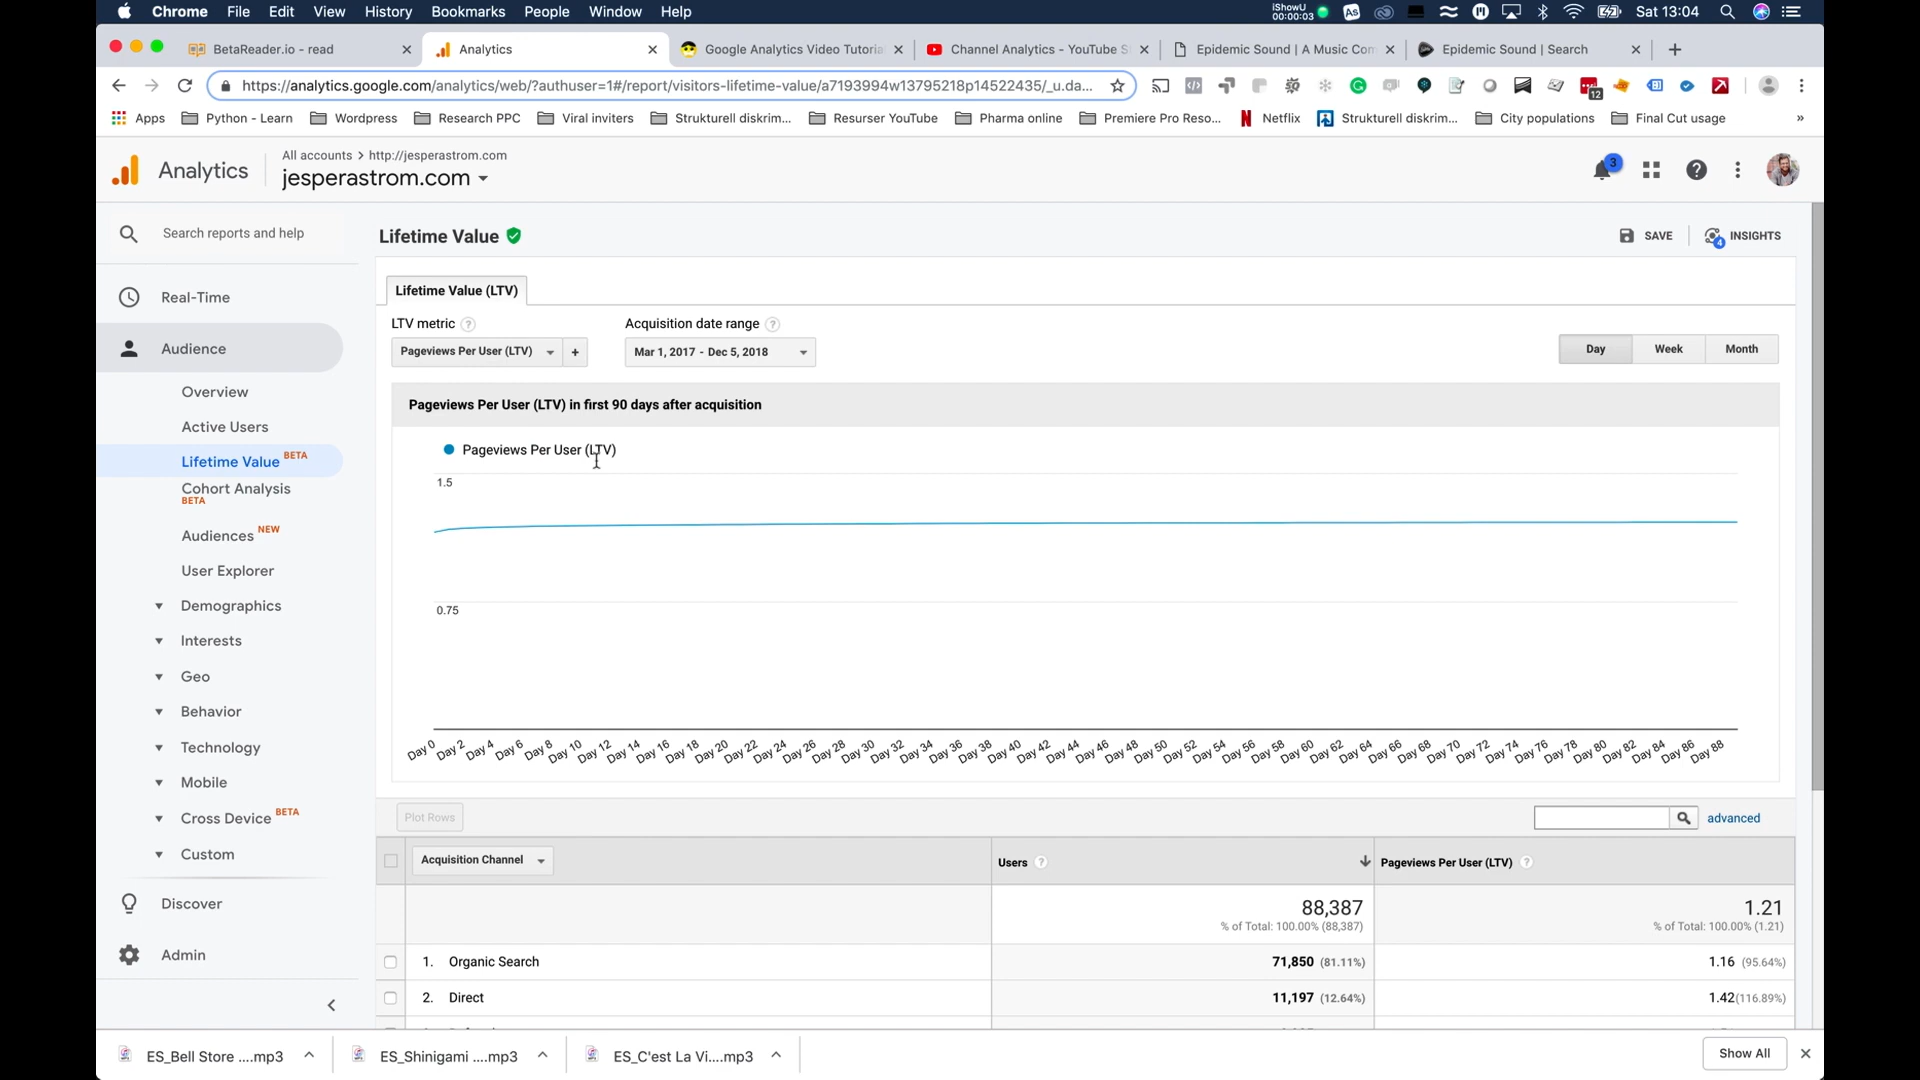 Chrome File Edit View History Bookmarks People Window Help
iShowU
00:00:03
As
Sat 13:04
BetaReader.io - read
Analytics
Google Analytics Video Tutoria
Channel Analytics - YouTube S
Epidemic Sound | A Music Com
Epidemic Sound | Search
https://analytics.google.com/analytics/web/?authuser=1#/report/visitors-lifetime-value/a7193994w13795218p14522435/_u.da...
12
Apps
Python - Learn
Wordpress
Research PPC
Viral inviters
Strukturell diskrim...
Resurser YouTube
Pharma online
Premiere Pro Reso...
Netflix
Strukturell diskrim...
City populations
Final Cut usage
»
Analytics
All accounts > http://jesperastrom.com
jesperastrom.com
3
Search reports and help
Real-Time
Audience
Overview
Active Users
Lifetime Value BETA
Cohort Analysis
BETA
Audiences NEW
User Explorer
Demographics
Interests
Geo
Behavior
Technology
Mobile
Cross Device BETA
Custom
Discover
Admin
Lifetime Value
SAVE
4
INSIGHTS
Lifetime Value (LTV)
LTV metric ?
Acquisition date range ?
Pageviews Per User (LTV)
+
Mar 1, 2017 - Dec 5, 2018
Day Week Month
Pageviews Per User (LTV) in first 90 days after acquisition
Pageviews Per User (LTV)
1.5
0.75
Day 0 Day 2 Day 4 Day 6 Day 8 Day 10 Day 12 Day 14 Day 16 Day 18 Day 20 Day 22 Day 24 Day 26 Day 28 Day 30 Day 32 Day 34 Day 36 Day 38 Day 40 Day 42 Day 44 Day 46 Day 48 Day 50 Day 52 Day 54 Day 56 Day 58 Day 60 Day 62 Day 64 Day 66 Day 68 Day 70 Day 72 Day 74 Day 76 Day 78 Day 80 Day 82 Day 84 Day 86 Day 88
Plot Rows
advanced
Acquisition Channel
Users ?
Pageviews Per User (LTV) ?
88,387
% of Total: 100.00% (88,387)
1.21
% of Total: 100.00% (1.21)
1. Organic Search 71,850 (81.11%) 1.16 (95.64%)
2. Direct 11,197 (12.64%) 1.42(116.89%)
ES_Bell Store ....mp3
ES_Shinigami ....mp3
ES_C'est La Vi....mp3
Show All